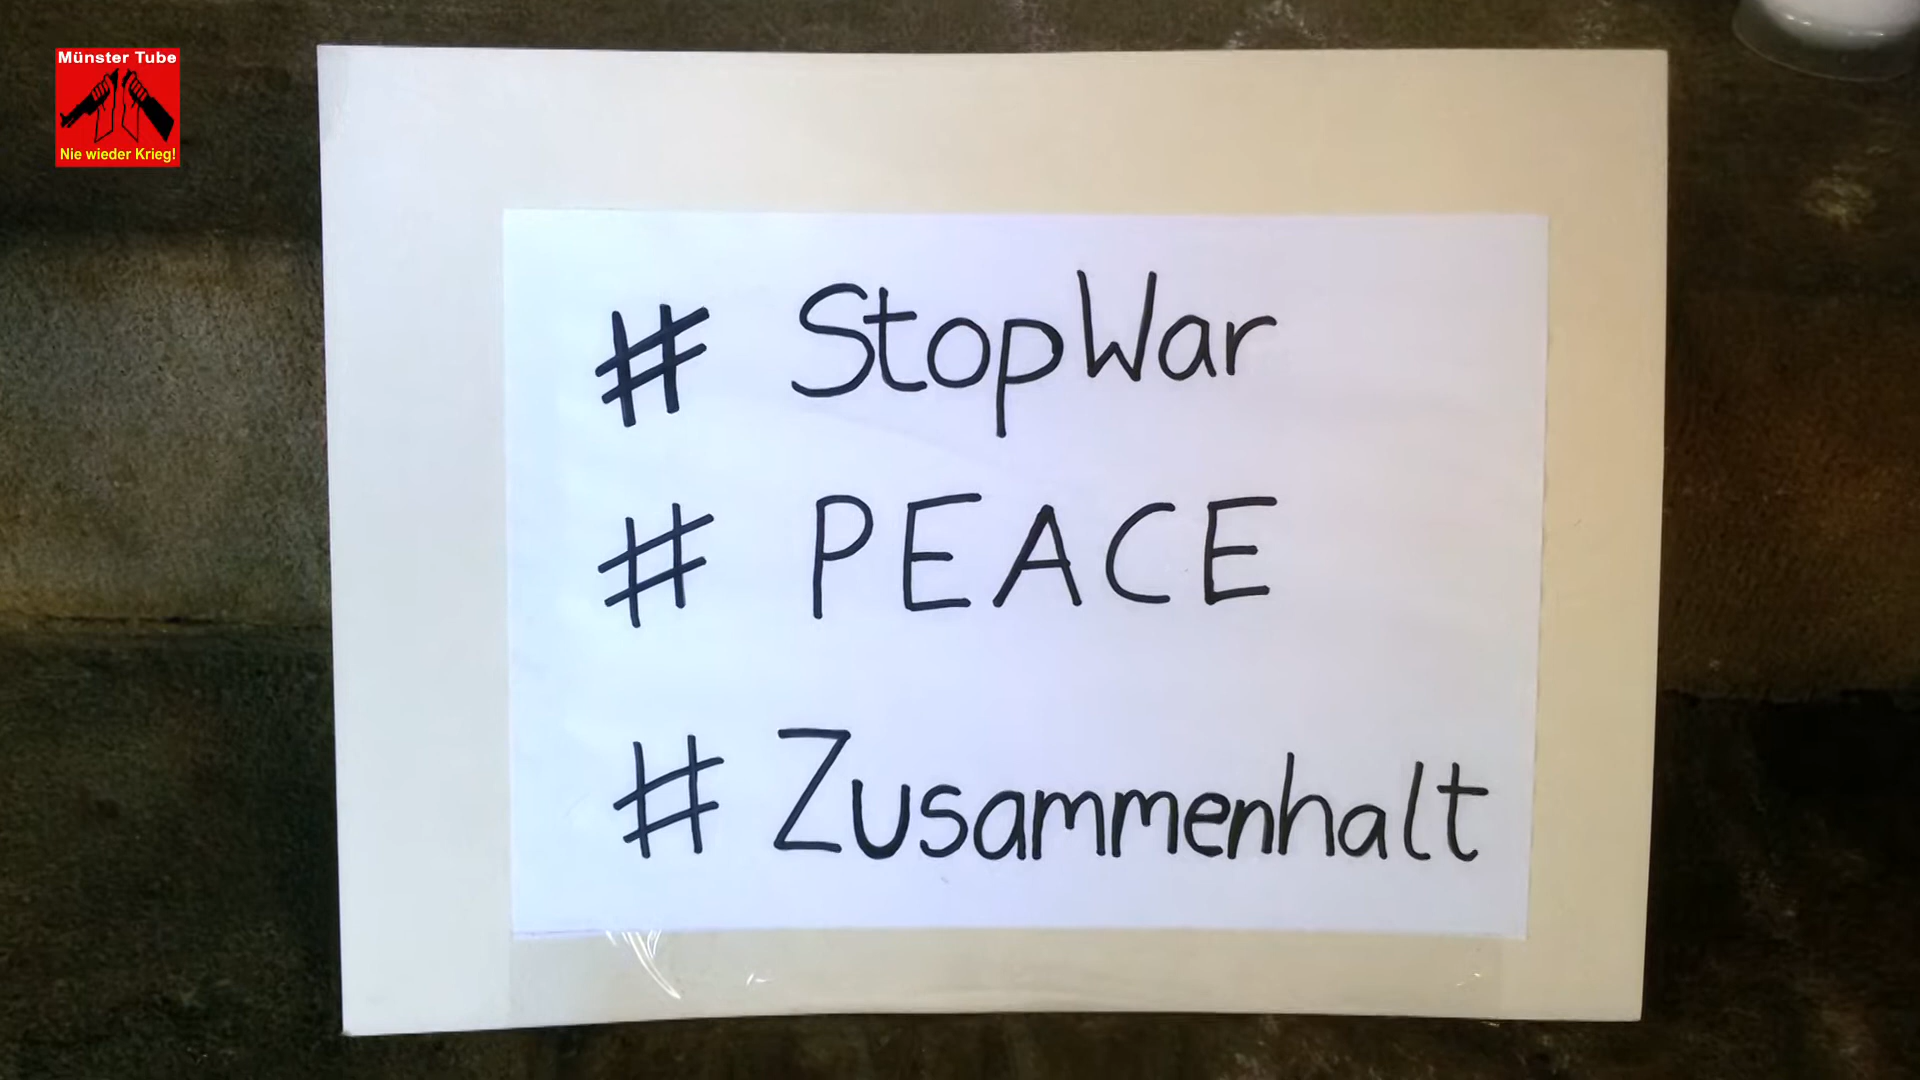 Münster Tube
Nie wieder Krieg!
# StopWar
# PEACE
# Zusammenhalt